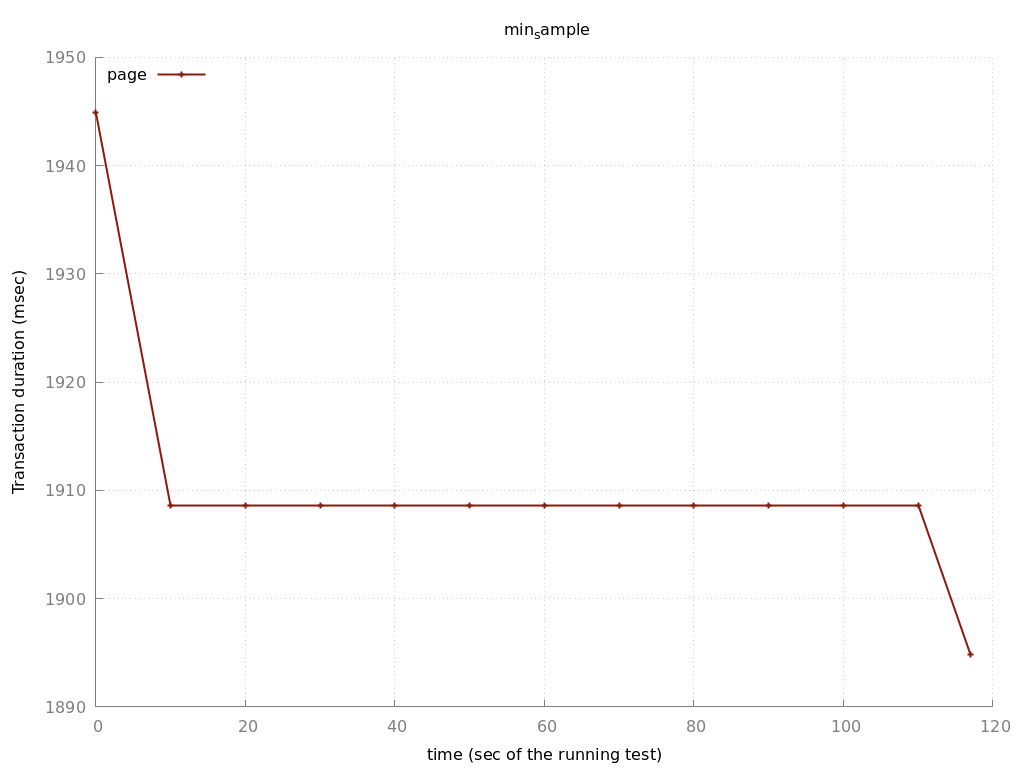 min_sample
1950
page
1940
1930
1920
1910
1900
1890
Transaction duration (msec)
0 20 40 60 80 100 120
time (sec of the running test)